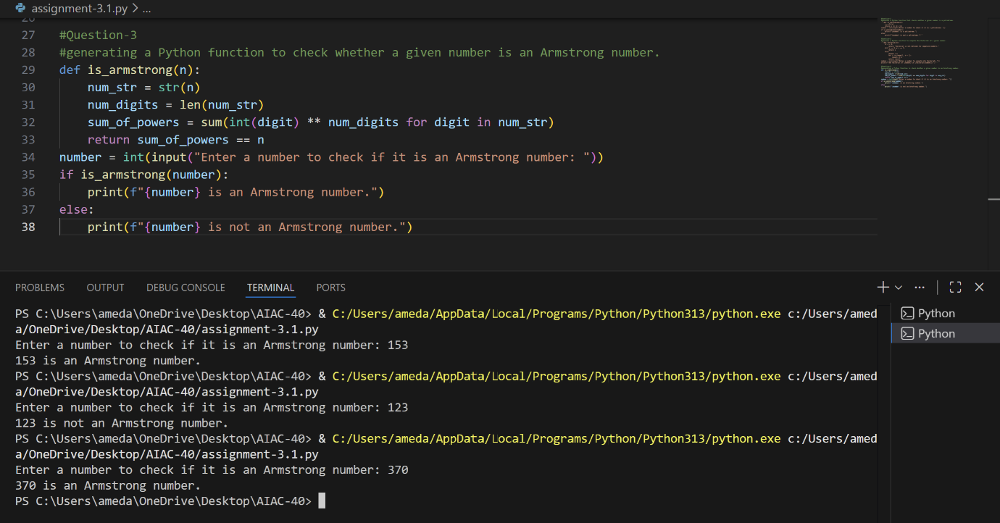 assignment-3.1.py > ...
26
27 #Question-3
28 #generating a Python function to check whether a given number is an Armstrong number.
29 def is_armstrong(n):
30     num_str = str(n)
31     num_digits = len(num_str)
32     sum_of_powers = sum(int(digit) ** num_digits for digit in num_str)
33     return sum_of_powers == n
34 number = int(input("Enter a number to check if it is an Armstrong number: "))
35 if is_armstrong(number):
36     print(f"{number} is an Armstrong number.")
37 else:
38     print(f"{number} is not an Armstrong number.")
PROBLEMS OUTPUT DEBUG CONSOLE TERMINAL PORTS
PS C:\Users\ameda\OneDrive\Desktop\AIAC-40> & C:/Users/ameda/AppData/Local/Programs/Python/Python313/python.exe c:/Users/amed
a/OneDrive/Desktop/AIAC-40/assignment-3.1.py
Enter a number to check if it is an Armstrong number: 153
153 is an Armstrong number.
PS C:\Users\ameda\OneDrive\Desktop\AIAC-40> & C:/Users/ameda/AppData/Local/Programs/Python/Python313/python.exe c:/Users/amed
a/OneDrive/Desktop/AIAC-40/assignment-3.1.py
Enter a number to check if it is an Armstrong number: 123
123 is not an Armstrong number.
PS C:\Users\ameda\OneDrive\Desktop\AIAC-40> & C:/Users/ameda/AppData/Local/Programs/Python/Python313/python.exe c:/Users/amed
a/OneDrive/Desktop/AIAC-40/assignment-3.1.py
Enter a number to check if it is an Armstrong number: 370
370 is an Armstrong number.
PS C:\Users\ameda\OneDrive\Desktop\AIAC-40>
Python
Python